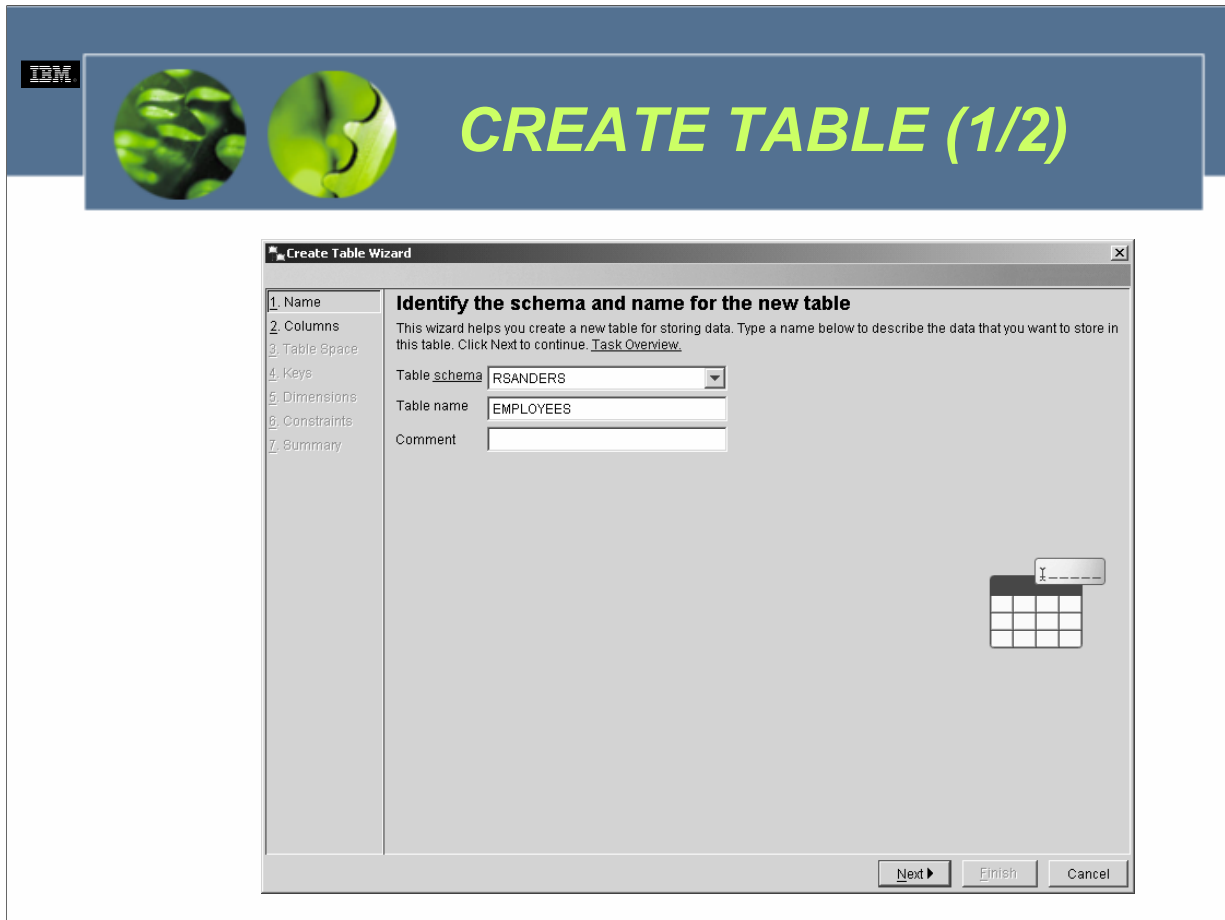 IBM.
CREATE TABLE (1/2)
Create Table Wizard
1. Name
2. Columns
3. Table Space
4. Keys
5. Dimensions
6. Constraints
7. Summary
Identify the schema and name for the new table
This wizard helps you create a new table for storing data. Type a name below to describe the data that you want to store in
this table. Click Next to continue. Task Overview.
Table schema RSANDERS
Table name EMPLOYEES
Comment
Next Finish Cancel